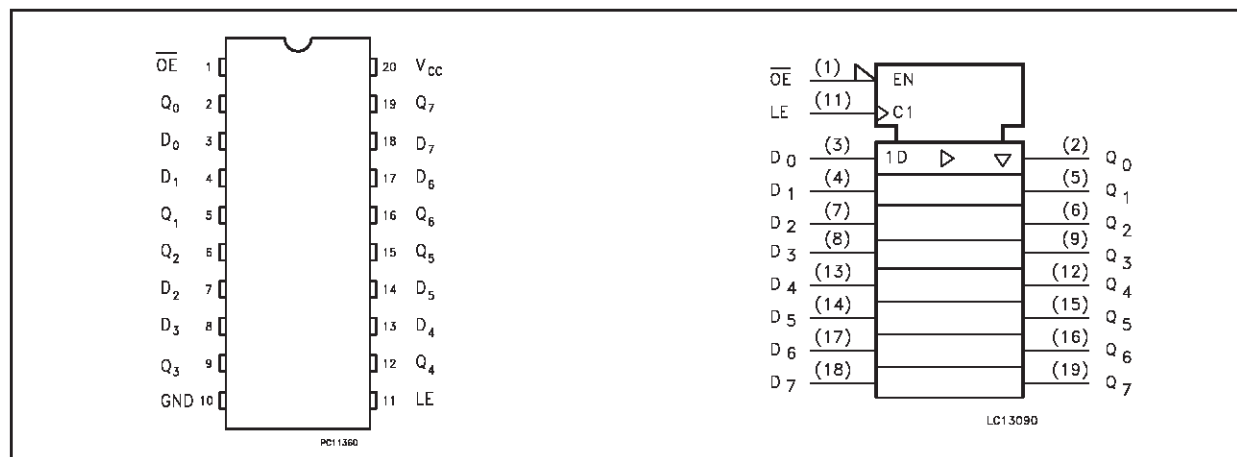 OE 1 20 VCC
Q0 2 19 Q7
D0 3 18 D7
D1 4 17 D6
Q1 5 16 Q6
Q2 6 15 Q5
D2 7 14 D5
D3 8 13 D4
Q3 9 12 Q4
GND 10 11 LE
PC11360
OE (1) EN
LE (11) C1
D0 (3) 1D (2) Q0
D1 (4) (5) Q1
D2 (7) (6) Q2
D3 (8) (9) Q3
D4 (13) (12) Q4
D5 (14) (15) Q5
D6 (17) (16) Q6
D7 (18) (19) Q7
LC13090